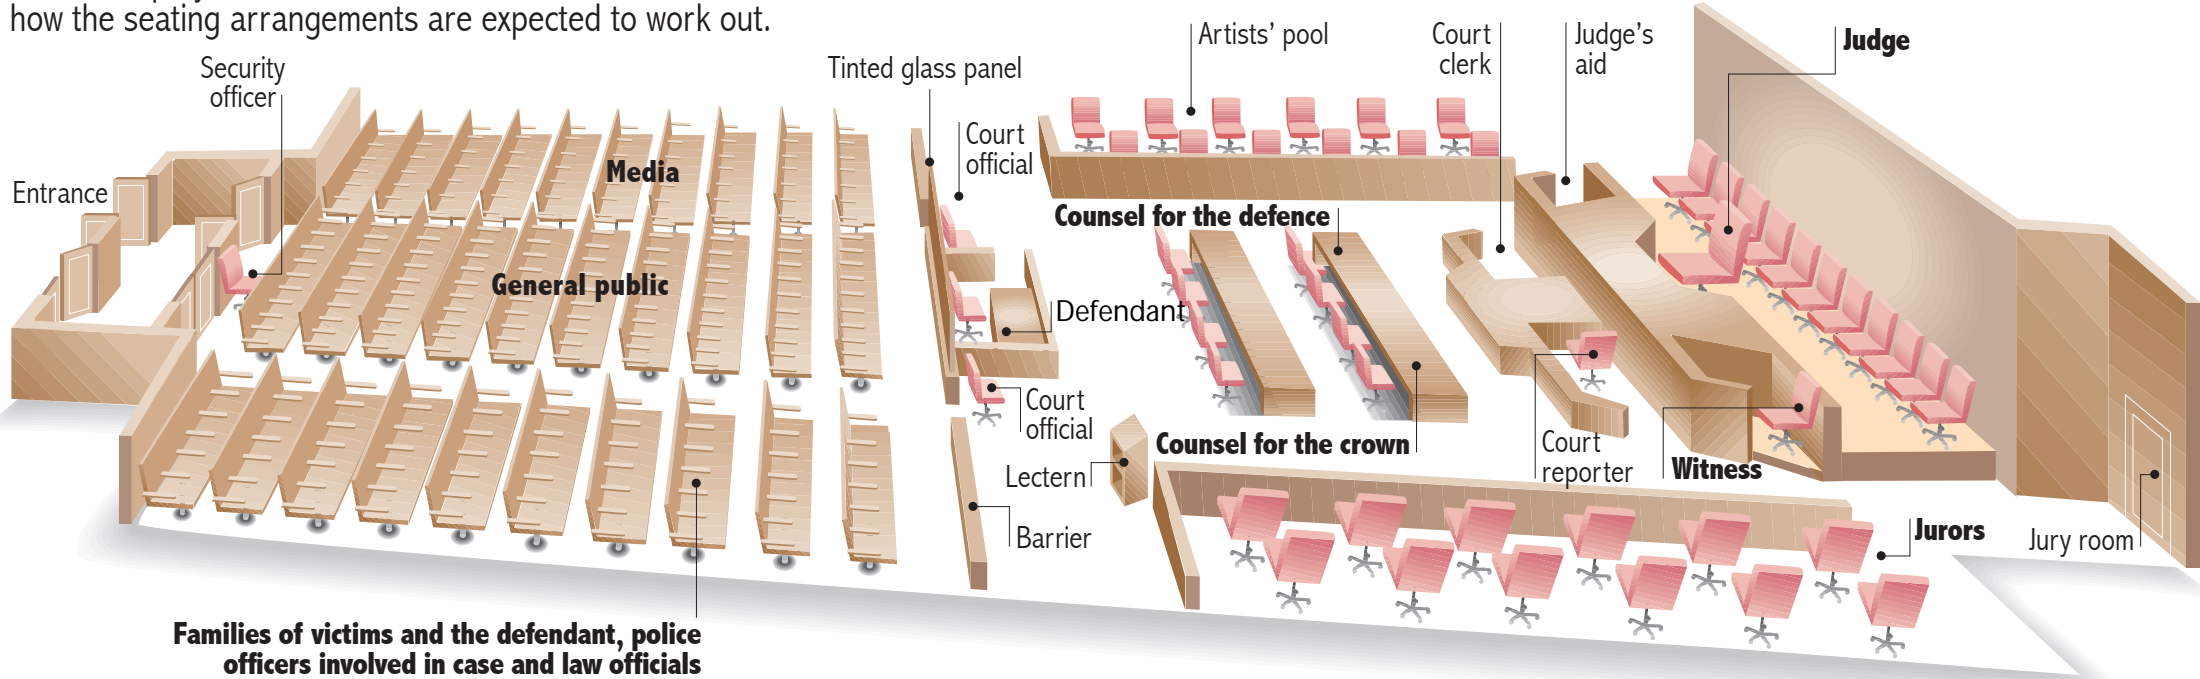 how the seating arrangements are expected to work out.
Security
officer
Entrance
Media
General public
Families of victims and the defendant, police
officers involved in case and law officials
Tinted glass panel
Court
official
Defendant
Court
official
Lectern
Barrier
Artists’ pool
Court
clerk
Judge’s
aid
Judge
Counsel for the defence
Counsel for the crown
Court
reporter
Witness
Jurors
Jury room